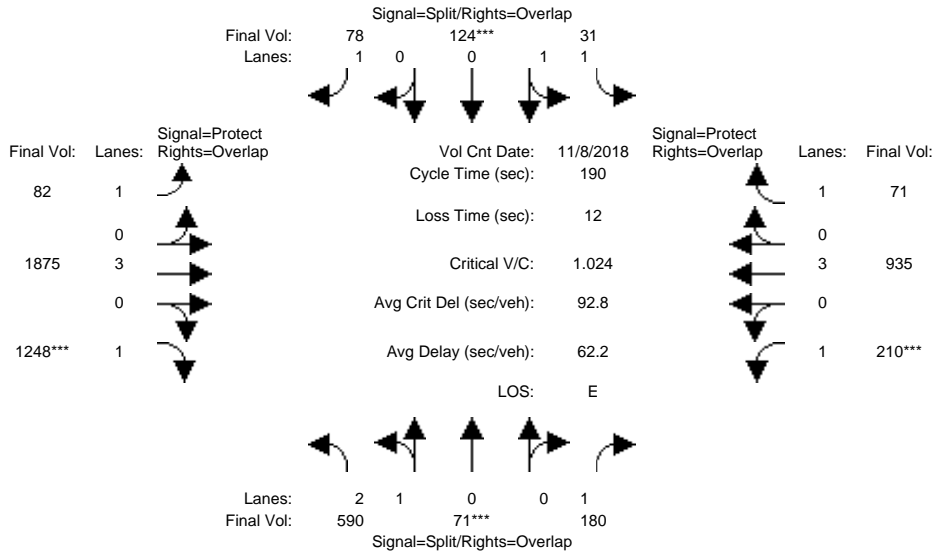 Signal=Split/Rights=Overlap
Final Vol: 78 124*** 31
Lanes: 1 0 0 1 1
Signal=Protect Signal=Protect
Final Vol: Lanes: Rights=Overlap Vol Cnt Date: 11/8/2018 Rights=Overlap Lanes: Final Vol:
Cycle Time (sec): 190
82 1 1 71
Loss Time (sec): 12
0 0
1875 3 Critical V/C: 1.024 3 935
0 Avg Crit Del (sec/veh): 92.8 0
1248*** 1 Avg Delay (sec/veh): 62.2 1 210***
LOS: E
Lanes: 2 1 0 0 1
Final Vol: 590 71*** 180
Signal=Split/Rights=Overlap